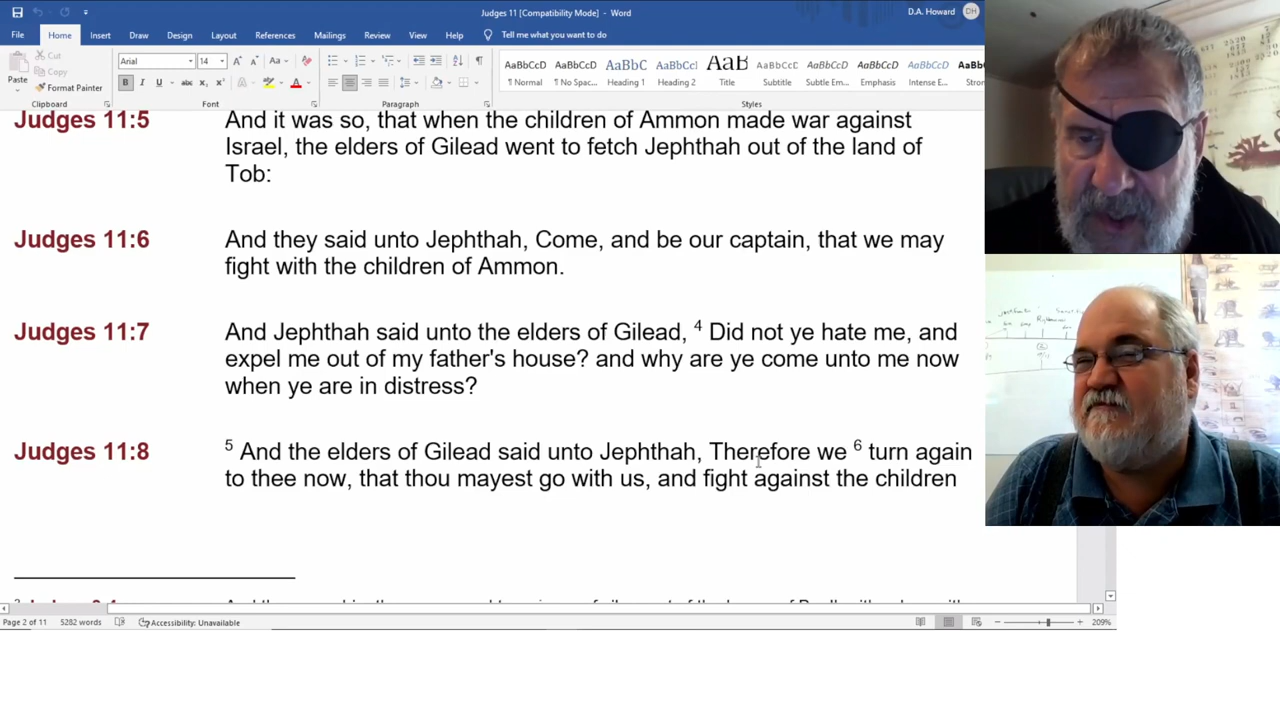 Judges 11 [Compatibility Mode] - Word
D.A. Howard DH
File Home Insert Draw Design Layout References Mailings Review View Help Tell me what you want to do
Cut
Copy
Paste
Format Painter
Clipboard
Arial 14
Font
Paragraph
AaBbCcD AaBbCcD AaBbC AaBbCcI AaB AaBbCcD AaBbCcD AaBbCcD AaBbCcD
¶ Normal ¶ No Spac... Heading 1 Heading 2 Title Subtitle Subtle Em... Emphasis Intense E...
Styles
Judges 11:5 And it was so, that when the children of Ammon made war against
Israel, the elders of Gilead went to fetch Jephthah out of the land of
Tob:
Judges 11:6 And they said unto Jephthah, Come, and be our captain, that we may
fight with the children of Ammon.
Judges 11:7 And Jephthah said unto the elders of Gilead, 4 Did not ye hate me, and
expel me out of my father's house? and why are ye come unto me now
when ye are in distress?
Judges 11:8 5 And the elders of Gilead said unto Jephthah, Therefore we 6 turn again
to thee now, that thou mayest go with us, and fight against the children
Page 2 of 11 5282 words Accessibility: Unavailable 209%